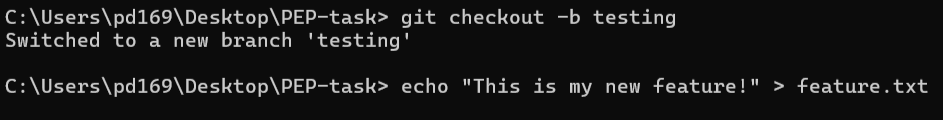 C:\Users\pd169\Desktop\PEP-task> git checkout -b testing
Switched to a new branch 'testing'
C:\Users\pd169\Desktop\PEP-task> echo "This is my new feature!" > feature.txt